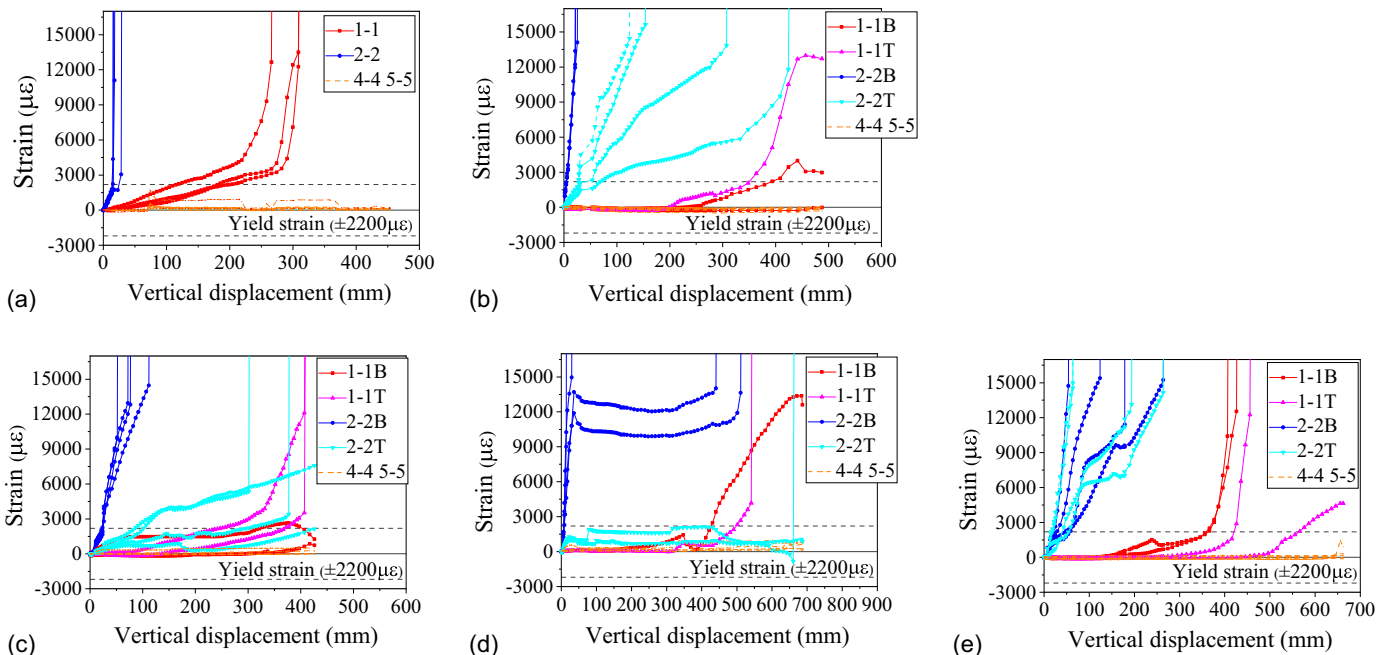 15000
12000
9000
6000
3000
0
-3000
Strain (με)
1-1
2-2
4-4 5-5
Yield strain (±2200με)
0 100 200 300 400 500
Vertical displacement (mm)
(a)
15000
12000
9000
6000
3000
0
-3000
Strain (με)
1-1B
1-1T
2-2B
2-2T
4-4 5-5
Yield strain (±2200με)
0 100 200 300 400 500 600
Vertical displacement (mm)
(b)
15000
12000
9000
6000
3000
0
-3000
Strain (με)
1-1B
1-1T
2-2B
2-2T
4-4 5-5
Yield strain (±2200με)
0 100 200 300 400 500 600
Vertical displacement (mm)
(c)
15000
12000
9000
6000
3000
0
-3000
Strain (με)
1-1B
1-1T
2-2B
2-2T
4-4 5-5
Yield strain (±2200με)
0 100 200 300 400 500 600 700 800 900
Vertical displacement (mm)
(d)
15000
12000
9000
6000
3000
0
-3000
Strain (με)
1-1B
1-1T
2-2B
2-2T
4-4 5-5
Yield strain (±2200με)
0 100 200 300 400 500 600 700
Vertical displacement (mm)
(e)